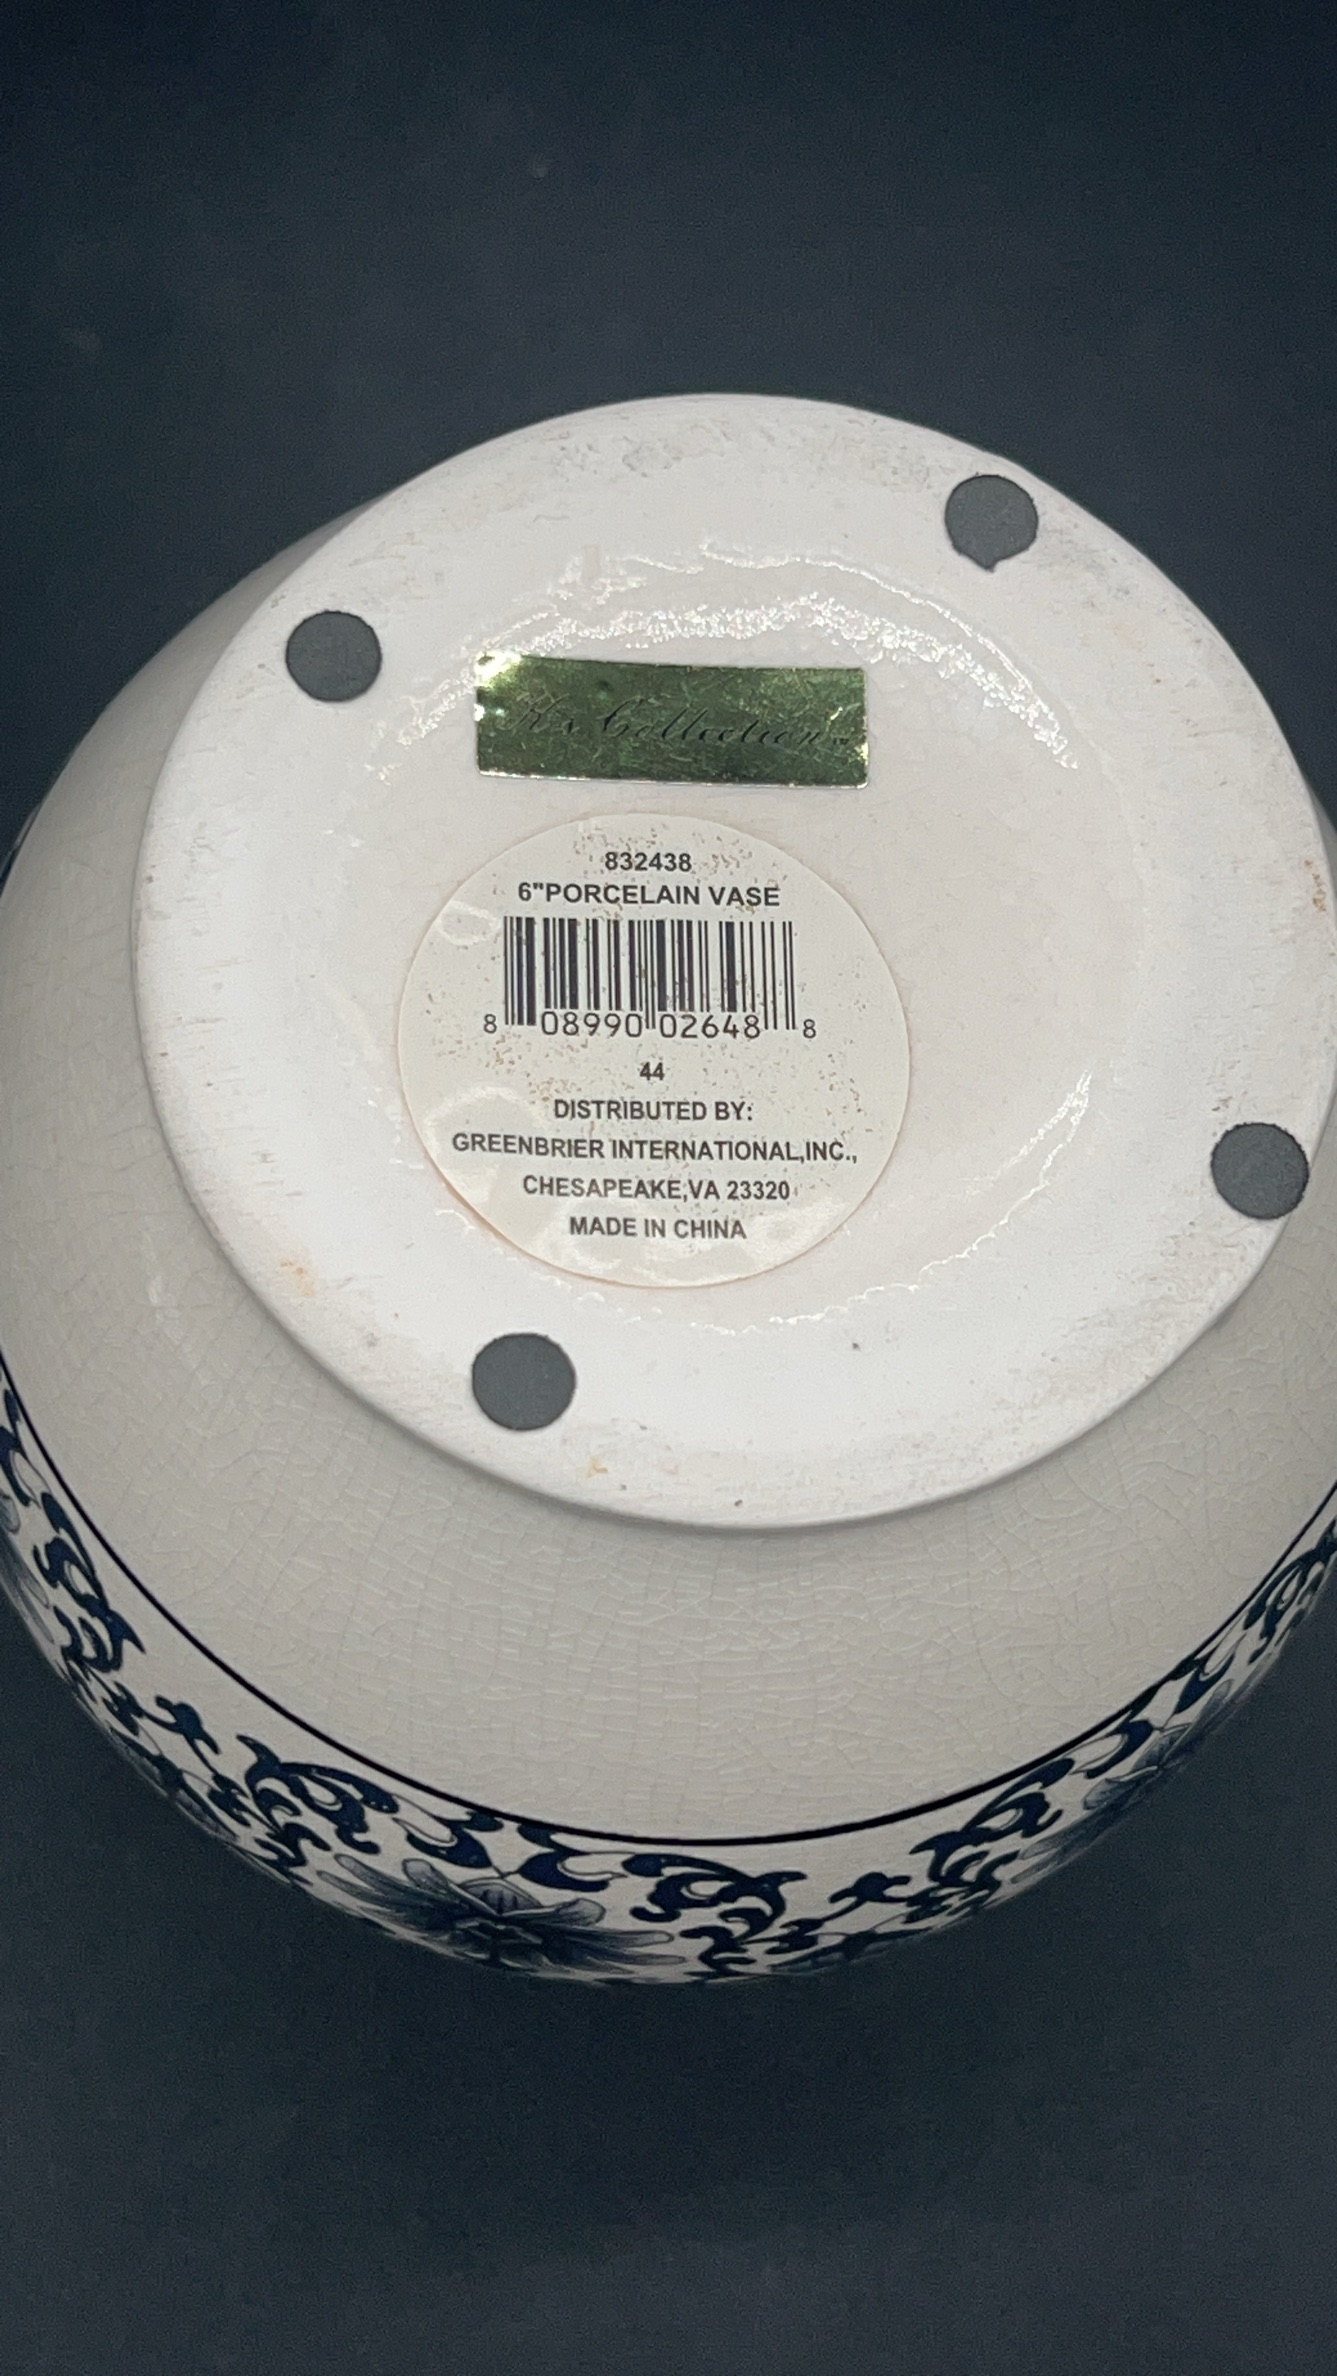 K's Collection
832438
6"PORCELAIN VASE
8 08990 02648 8
44
DISTRIBUTED BY:
GREENBRIER INTERNATIONAL,INC.,
CHESAPEAKE,VA 23320
MADE IN CHINA